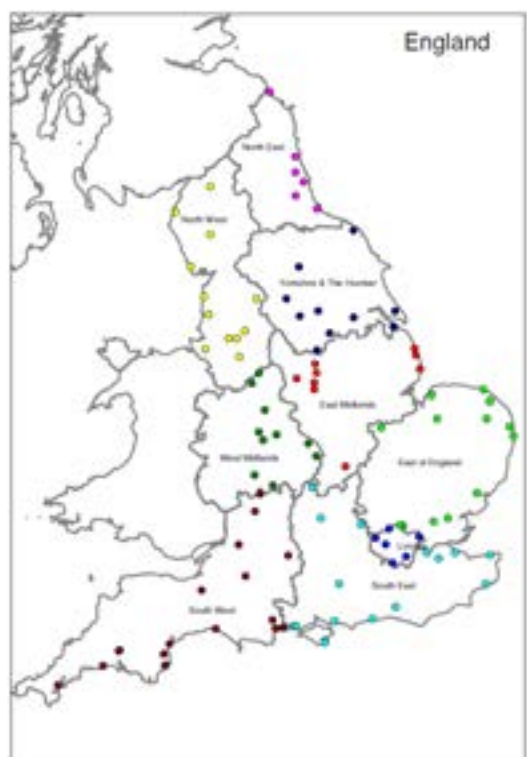 England
North East
North West
Yorkshire & The Humber
East Midlands
West Midlands
East of England
London
South East
South West